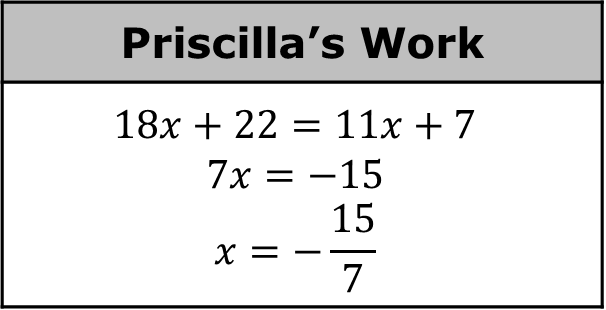 Priscilla’s Work
18𝑥 + 22 = 11𝑥 + 7
7𝑥 = −15
𝑥 = −15/7